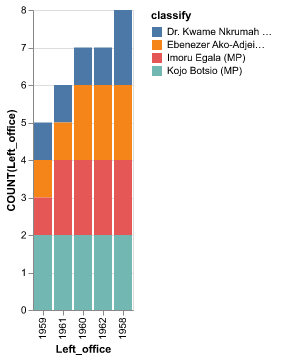 classify
Dr. Kwame Nkrumah …
Ebenezer Ako-Adjei…
Imoru Egala (MP)
Kojo Botsio (MP)
COUNT(Left_office)
8
7
6
5
4
3
2
1
0
1959
1961
1960
1962
1958
Left_office